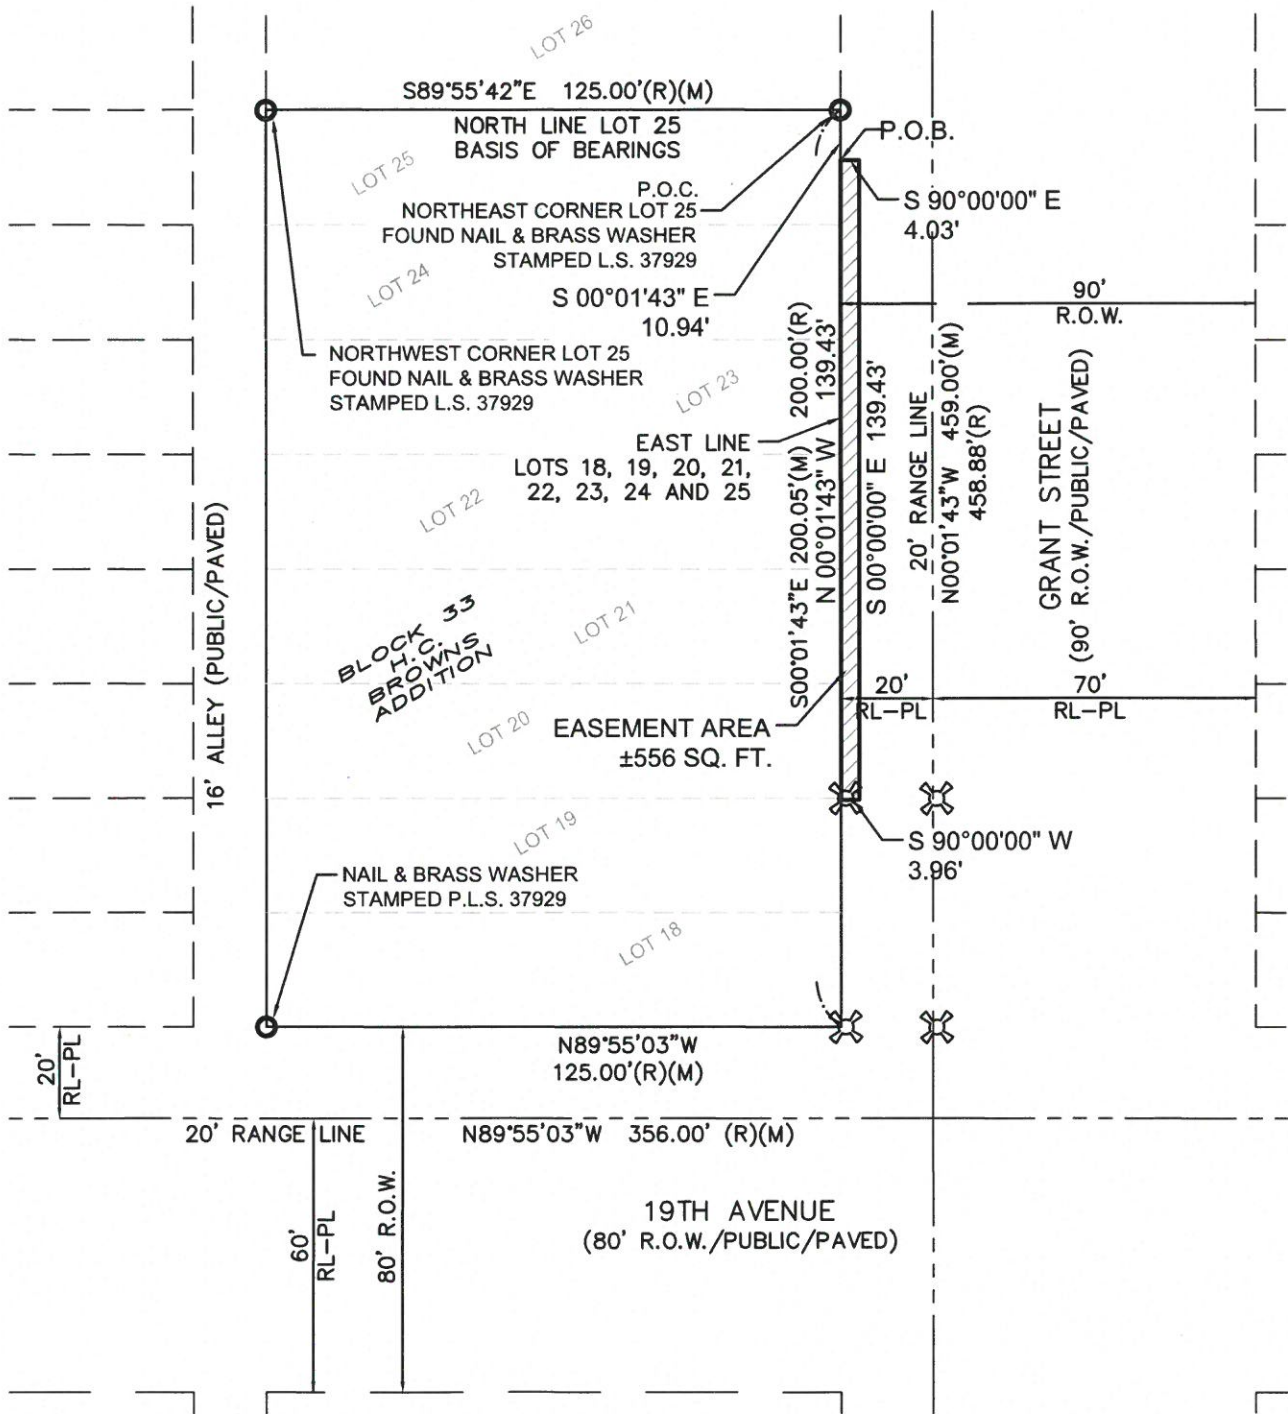 LOT 26
S89°55'42"E 125.00'(R)(M)
NORTH LINE LOT 25
BASIS OF BEARINGS
P.O.B.
LOT 25
P.O.C.
NORTHEAST CORNER LOT 25
FOUND NAIL & BRASS WASHER
STAMPED L.S. 37929
S 90°00'00" E
4.03'
LOT 24
S 00°01'43" E
10.94'
90'
R.O.W.
NORTHWEST CORNER LOT 25
FOUND NAIL & BRASS WASHER
STAMPED L.S. 37929
LOT 23
EAST LINE
LOTS 18, 19, 20, 21,
22, 23, 24 AND 25
S00°01'43"E 200.05'(M) 200.00'(R)
N 00°01'43" W 139.43'
S 00°00'00" E 139.43'
20' RANGE LINE
N00°01'43"W 459.00'(M)
458.88'(R)
GRANT STREET
(90' R.O.W./PUBLIC/PAVED)
LOT 22
16' ALLEY (PUBLIC/PAVED)
BLOCK 33
H.C.
BROWNS
ADDITION
LOT 21
20'
RL-PL
70'
RL-PL
LOT 20
EASEMENT AREA
±556 SQ. FT.
LOT 19
S 90°00'00" W
3.96'
NAIL & BRASS WASHER
STAMPED P.L.S. 37929
LOT 18
N89°55'03"W
125.00'(R)(M)
20'
RL-PL
20' RANGE LINE
N89°55'03"W 356.00' (R)(M)
60'
RL-PL
80' R.O.W.
19TH AVENUE
(80' R.O.W./PUBLIC/PAVED)